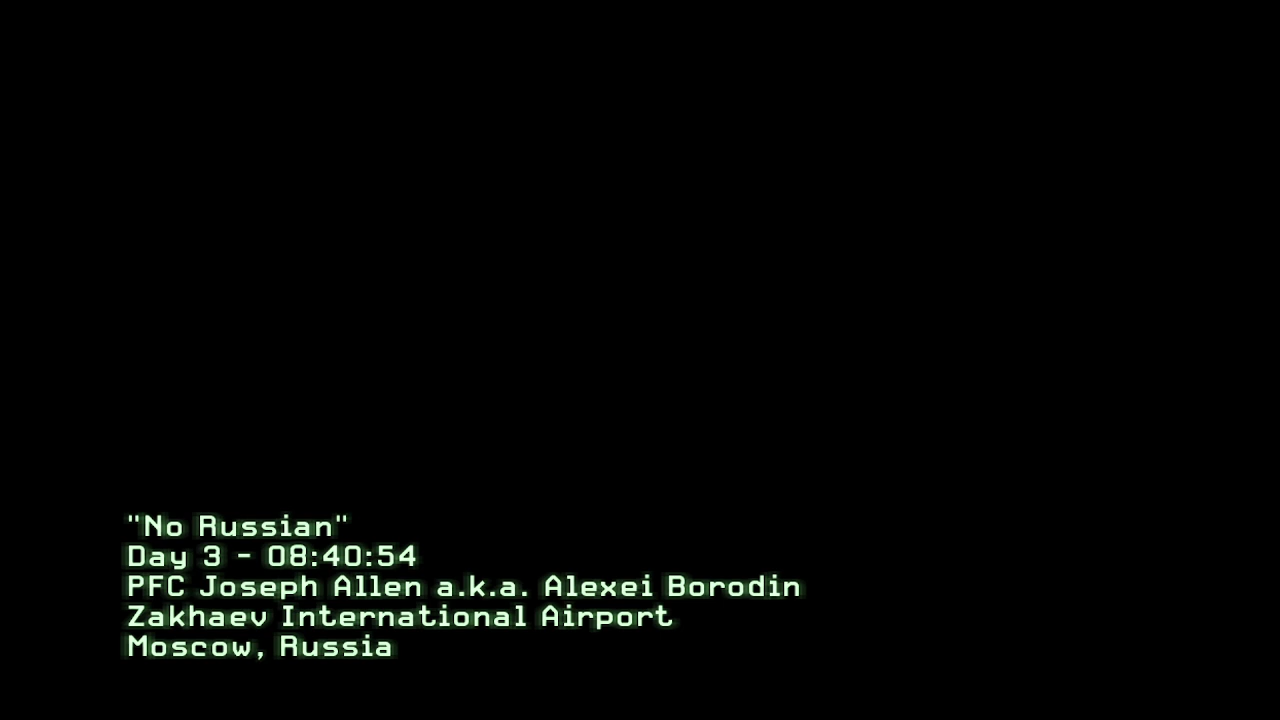 "No Russian"
Day 3 - 08:40:54
PFC Joseph Allen a.k.a. Alexei Borodin
Zakhaev International Airport
Moscow, Russia